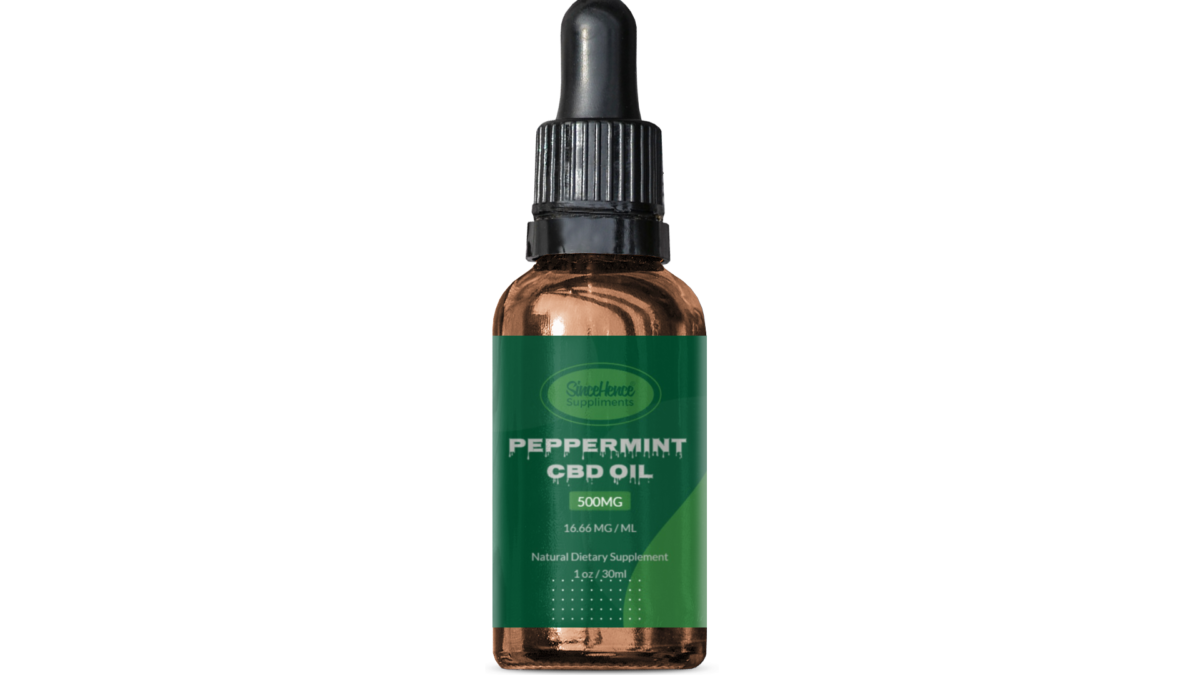 SinceHence
Suppliments
PEPPERMINT
CBD OIL
500MG
16.66 MG / ML
Natural Dietary Supplement
1 oz / 30ml